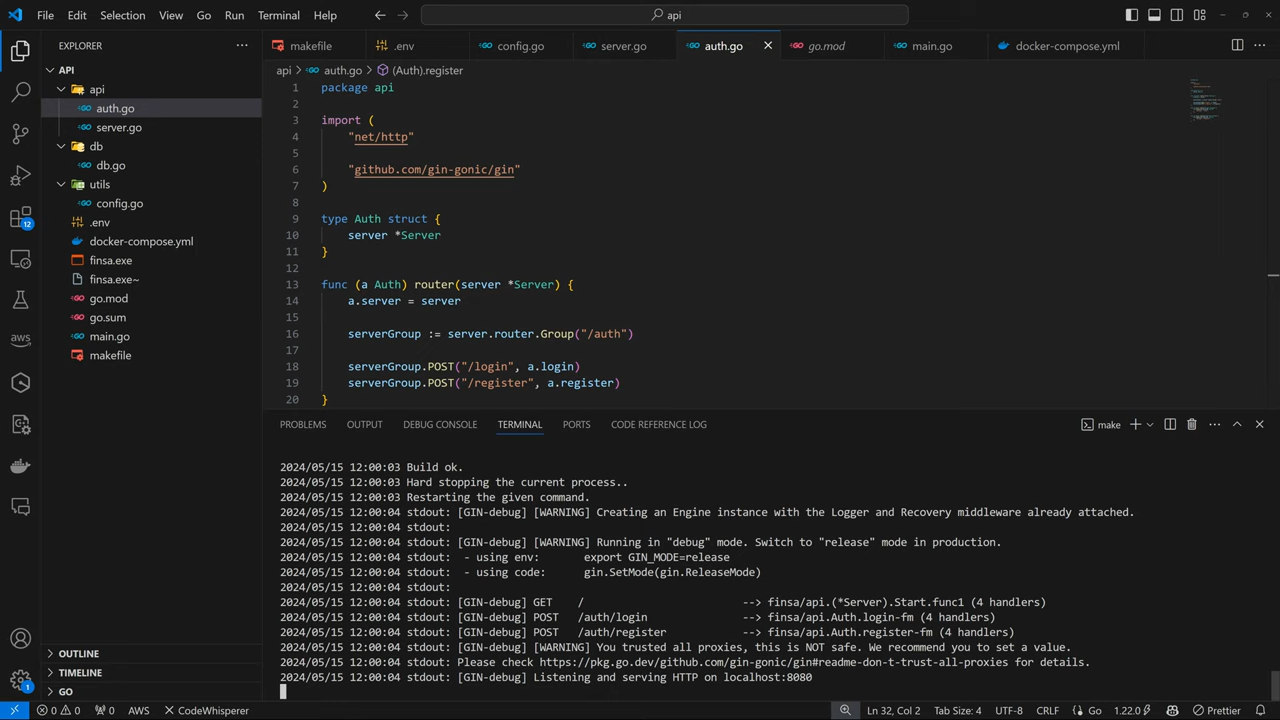 File Edit Selection View Go Run Terminal Help
api
EXPLORER
API
api
auth.go
server.go
db
db.go
utils
config.go
.env
docker-compose.yml
finsa.exe
finsa.exe~
go.mod
go.sum
main.go
makefile
OUTLINE
TIMELINE
GO
12
aws
1
makefile .env config.go server.go auth.go go.mod main.go docker-compose.yml
api auth.go (Auth).register
1 package api
2
3 import (
4 "net/http"
5
6 "github.com/gin-gonic/gin"
7 )
8
9 type Auth struct {
10 server *Server
11 }
12
13 func (a Auth) router(server *Server) {
14 a.server = server
15
16 serverGroup := server.router.Group("/auth")
17
18 serverGroup.POST("/login", a.login)
19 serverGroup.POST("/register", a.register)
20 }
PROBLEMS OUTPUT DEBUG CONSOLE TERMINAL PORTS CODE REFERENCE LOG
make
2024/05/15 12:00:03 Build ok.
2024/05/15 12:00:03 Hard stopping the current process..
2024/05/15 12:00:03 Restarting the given command.
2024/05/15 12:00:04 stdout: [GIN-debug] [WARNING] Creating an Engine instance with the Logger and Recovery middleware already attached.
2024/05/15 12:00:04 stdout:
2024/05/15 12:00:04 stdout: [GIN-debug] [WARNING] Running in "debug" mode. Switch to "release" mode in production.
2024/05/15 12:00:04 stdout:  - using env:	export GIN_MODE=release
2024/05/15 12:00:04 stdout:  - using code:	gin.SetMode(gin.ReleaseMode)
2024/05/15 12:00:04 stdout:
2024/05/15 12:00:04 stdout: [GIN-debug] GET / --> finsa/api.(*Server).Start.func1 (4 handlers)
2024/05/15 12:00:04 stdout: [GIN-debug] POST /auth/login --> finsa/api.Auth.login-fm (4 handlers)
2024/05/15 12:00:04 stdout: [GIN-debug] POST /auth/register --> finsa/api.Auth.register-fm (4 handlers)
2024/05/15 12:00:04 stdout: [GIN-debug] [WARNING] You trusted all proxies, this is NOT safe. We recommend you to set a value.
2024/05/15 12:00:04 stdout: Please check https://pkg.go.dev/github.com/gin-gonic/gin#readme-don-t-trust-all-proxies for details.
2024/05/15 12:00:04 stdout: [GIN-debug] Listening and serving HTTP on localhost:8080
0 0 0 AWS CodeWhisperer Ln 32, Col 2 Tab Size: 4 UTF-8 CRLF Go 1.22.0 Prettier